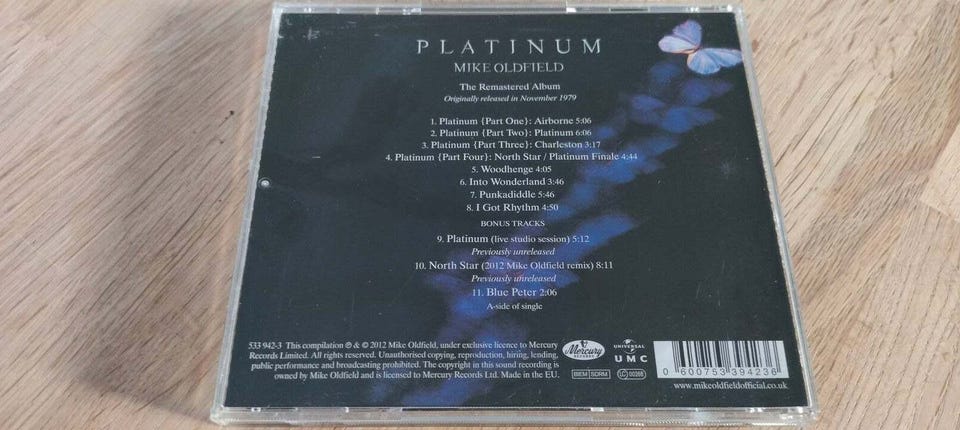 PLATINUM
MIKE OLDFIELD
The Remastered Album
Originally released in November 1979
1. Platinum {Part One}: Airborne 5:06
2. Platinum {Part Two}: Platinum 6:06
3. Platinum {Part Three}: Charleston 3:17
4. Platinum {Part Four}: North Star / Platinum Finale 4:44
5. Woodhenge 4:05
6. Into Wonderland 3:46
7. Punkadiddle 5:46
8. I Got Rhythm 4:50
BONUS TRACKS
9. Platinum (live studio session) 5:12
Previously unreleased
10. North Star (2012 Mike Oldfield remix) 8:11
Previously unreleased
11. Blue Peter 2:06
A-side of single
533 942-3 This compilation ℗ & © 2012 Mike Oldfield, under exclusive licence to Mercury
Records Limited. All rights reserved. Unauthorised copying, reproduction, hiring, lending,
public performance and broadcasting prohibited. The copyright in this sound recording is
owned by Mike Oldfield and is licensed to Mercury Records Ltd. Made in the EU.
Mercury
RECORDS
BIEM SDRM
UNIVERSAL
UMC
LC 00268
0 600753 394236
www.mikeoldfieldofficial.co.uk